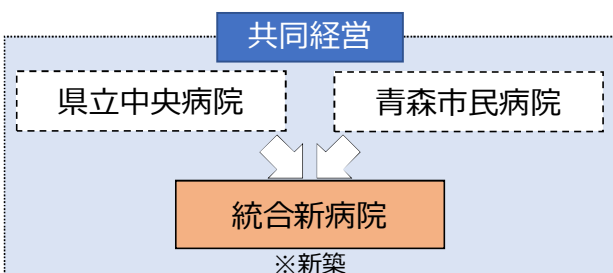 共同経営
県立中央病院
青森市民病院
統合新病院
※新築